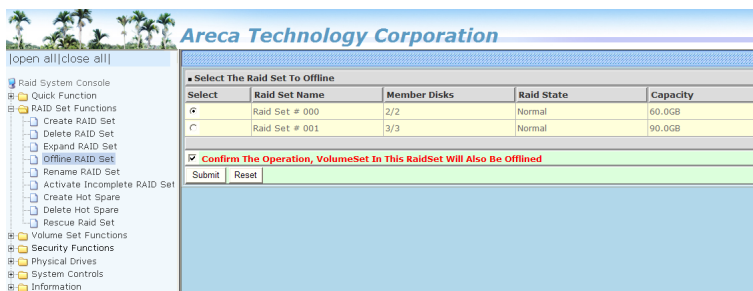 Areca Technology Corporation
|open all|close all|
Raid System Console
Quick Function
RAID Set Functions
Create RAID Set
Delete RAID Set
Expand RAID Set
Offline RAID Set
Rename RAID Set
Activate Incomplete RAID Set
Create Hot Spare
Delete Hot Spare
Rescue Raid Set
Volume Set Functions
Security Functions
Physical Drives
System Controls
Information
Select The Raid Set To Offline
Select Raid Set Name Member Disks Raid State Capacity
Raid Set # 000 2/2 Normal 60.0GB
Raid Set # 001 3/3 Normal 90.0GB
Confirm The Operation, VolumeSet In This RaidSet Will Also Be Offlined
Submit Reset